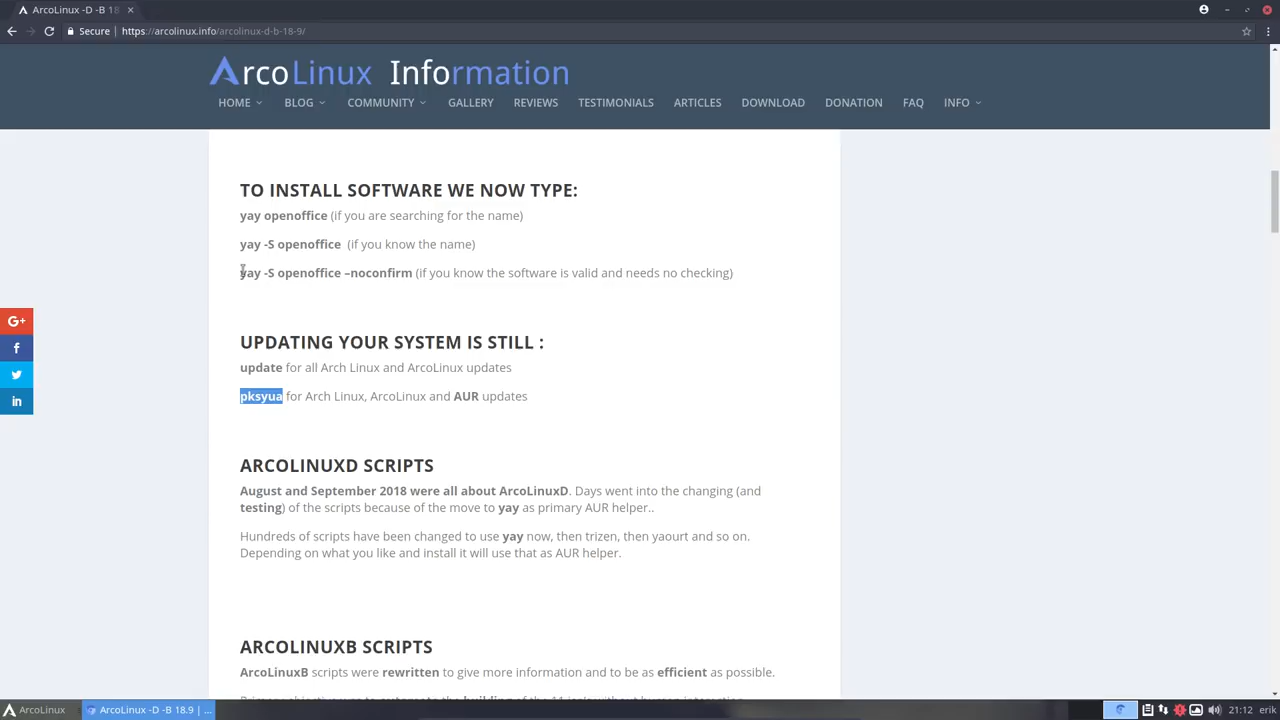 ArcoLinux -D -B 18
Secure https://arcolinux.info/arcolinux-d-b-18-9/
ArcoLinux Information
HOME BLOG COMMUNITY GALLERY REVIEWS TESTIMONIALS ARTICLES DOWNLOAD DONATION FAQ INFO
TO INSTALL SOFTWARE WE NOW TYPE:
yay openoffice (if you are searching for the name)
yay -S openoffice (if you know the name)
yay -S openoffice –noconfirm (if you know the software is valid and needs no checking)
G+
f
in
UPDATING YOUR SYSTEM IS STILL :
update for all Arch Linux and ArcoLinux updates
pksyua for Arch Linux, ArcoLinux and AUR updates
ARCOLINUXD SCRIPTS
August and September 2018 were all about ArcoLinuxD. Days went into the changing (and
testing) of the scripts because of the move to yay as primary AUR helper..
Hundreds of scripts have been changed to use yay now, then trizen, then yaourt and so on.
Depending on what you like and install it will use that as AUR helper.
ARCOLINUXB SCRIPTS
ArcoLinuxB scripts were rewritten to give more information and to be as efficient as possible.
ArcoLinux
ArcoLinux -D -B 18.9 | ...
21:12 erik